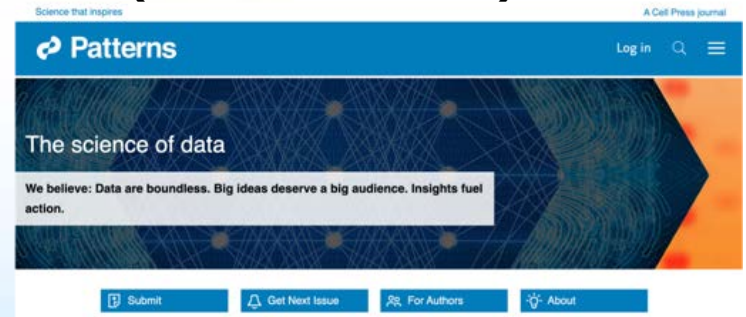 Science that inspires
A Cell Press journal
Patterns
Log in
The science of data
We believe: Data are boundless. Big ideas deserve a big audience. Insights fuel
action.
Submit
Get Next Issue
For Authors
About